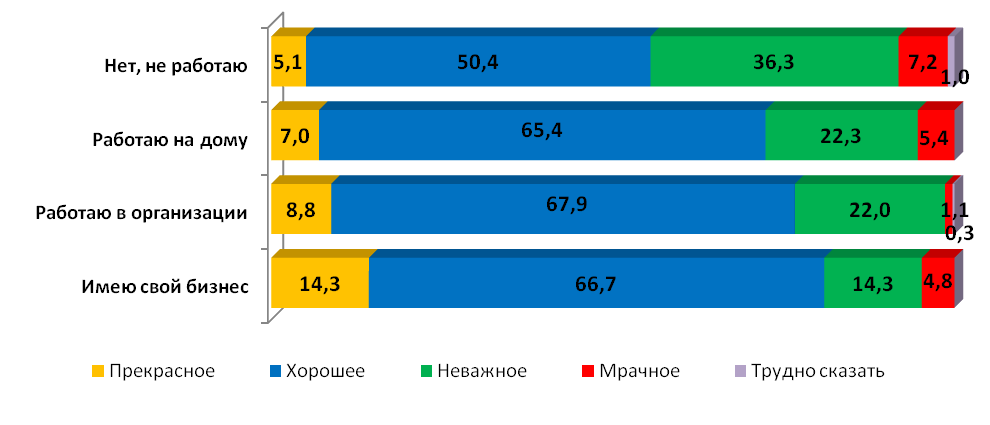 Нет, не работаю 5,1 50,4 36,3 7,2 1,0
Работаю на дому 7,0 65,4 22,3 5,4
Работаю в организации 8,8 67,9 22,0 1,1 0,3
Имею свой бизнес 14,3 66,7 14,3 4,8
Прекрасное Хорошее Неважное Мрачное Трудно сказать